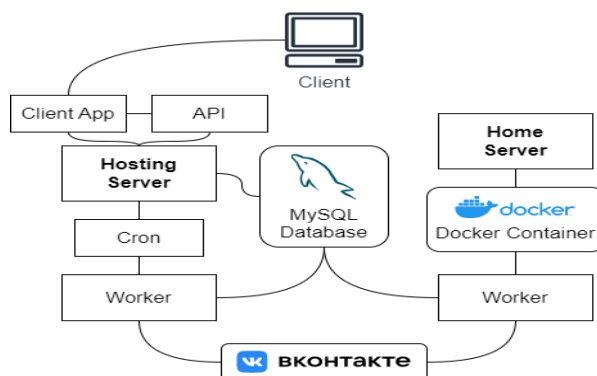 Client
Client App
API
Hosting
Server
Cron
Worker
MySQL
Database
Home
Server
docker
Docker Container
Worker
вконтакте